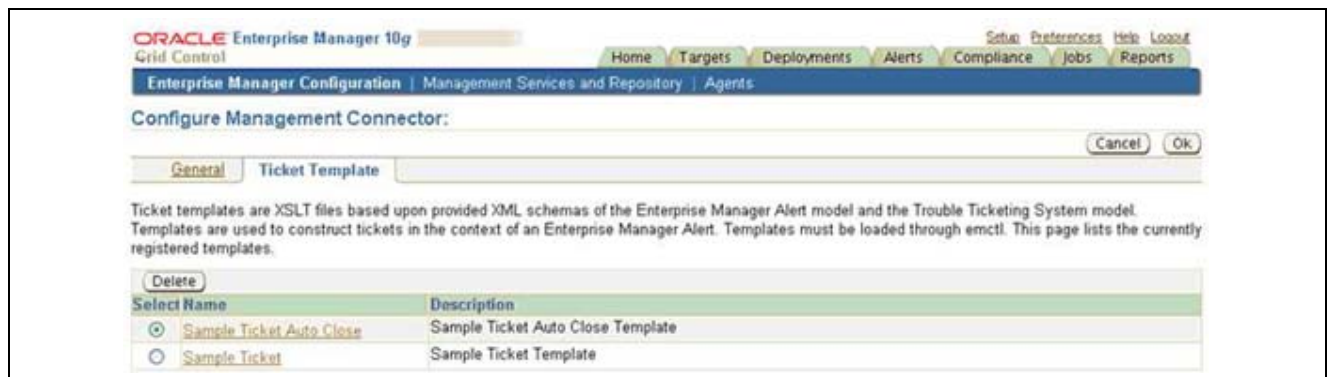 ORACLE Enterprise Manager 10g
Grid Control
Setup Preferences Help Logout
Home Targets Deployments Alerts Compliance Jobs Reports
Enterprise Manager Configuration | Management Services and Repository | Agents
Configure Management Connector:
Cancel Ok
General Ticket Template
Ticket templates are XSLT files based upon provided XML schemas of the Enterprise Manager Alert model and the Trouble Ticketing System model.
Templates are used to construct tickets in the context of an Enterprise Manager Alert. Templates must be loaded through emctl. This page lists the currently
registered templates.
Delete
Select Name Description
Sample Ticket Auto Close Sample Ticket Auto Close Template
Sample Ticket Sample Ticket Template